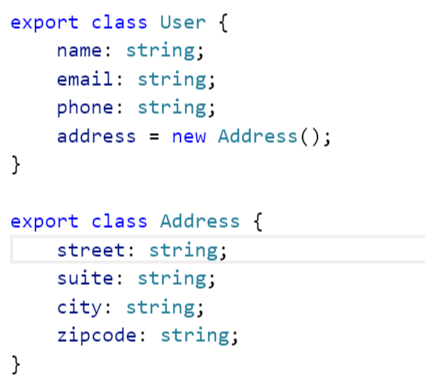 export class User {
    name: string;
    email: string;
    phone: string;
    address = new Address();
}
export class Address {
    street: string;
    suite: string;
    city: string;
    zipcode: string;
}